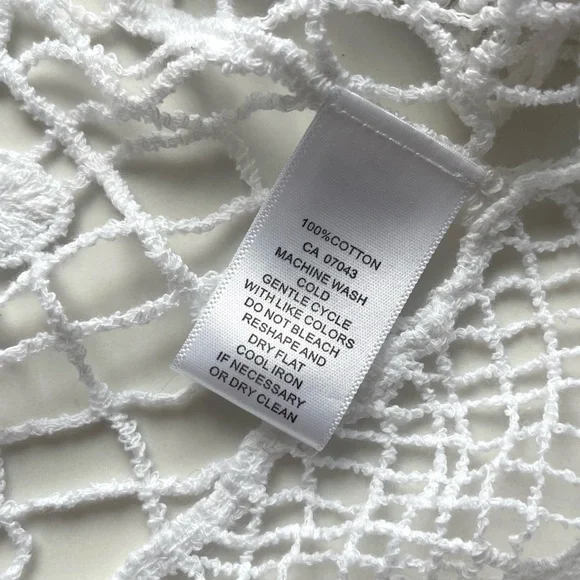 100%COTTON
CA 07043
MACHINE WASH
COLD
GENTLE CYCLE
WITH LIKE COLORS
DO NOT BLEACH
RESHAPE AND
DRY FLAT
COOL IRON
IF NECESSARY
OR DRY CLEAN